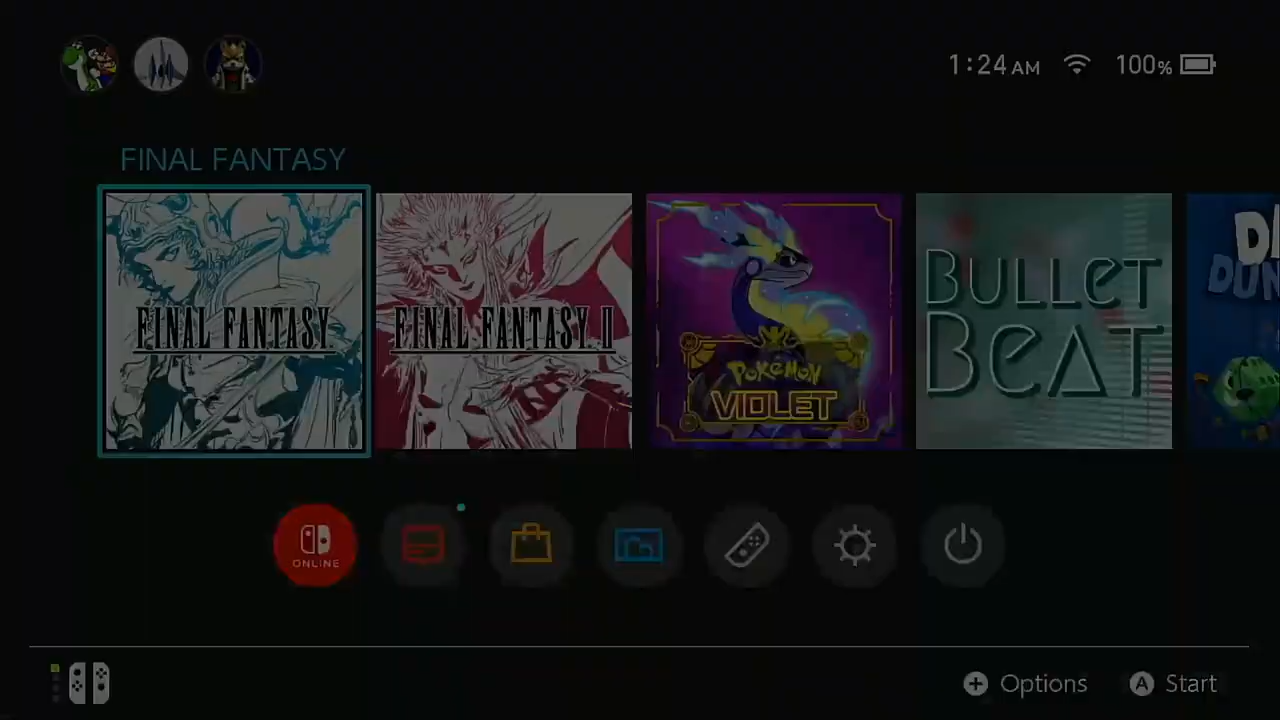 1:24 AM 100%
FINAL FANTASY
FINAL FANTASY
FINAL FANTASY II
POKÉMON
VIOLET
BULLET
BEAT
ONLINE
Options
Start